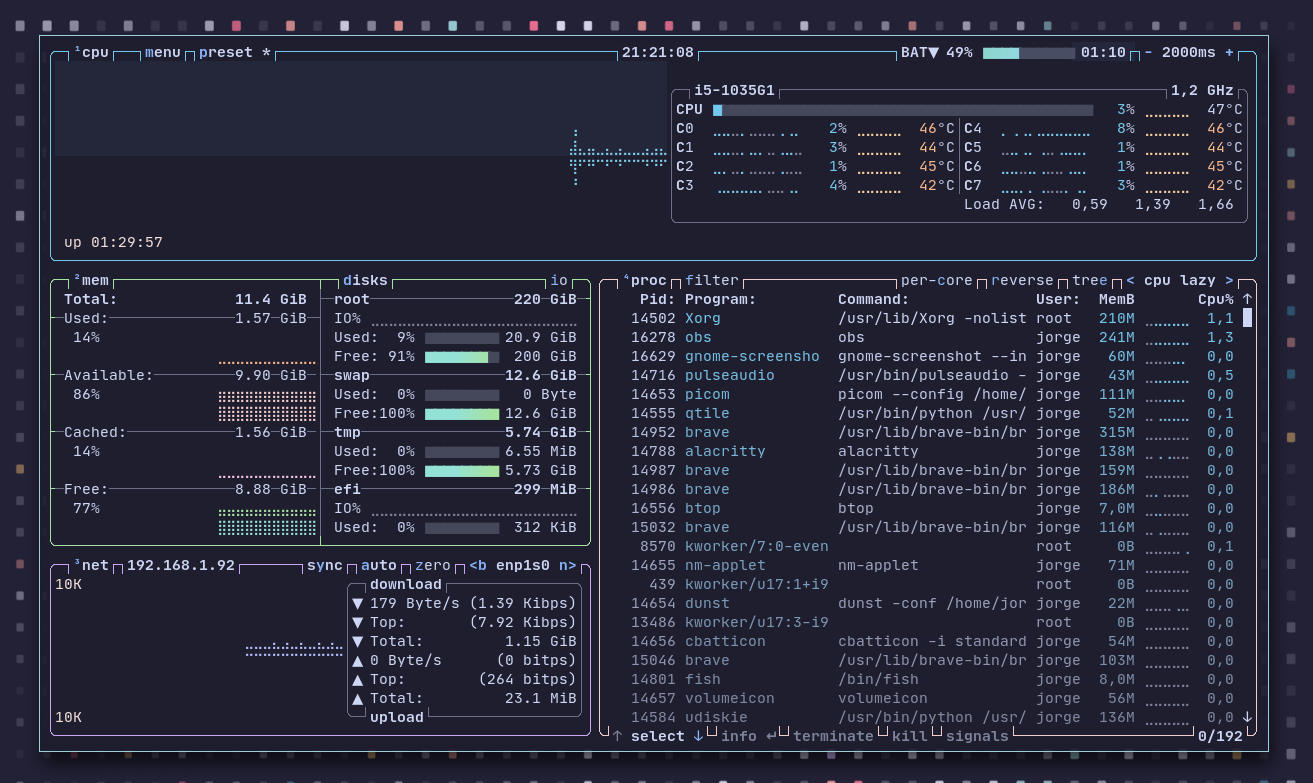 ¹cpu menu preset * 21:21:08 BAT▼ 49% 01:10 - 2000ms +
i5-1035G1 1,2 GHz
CPU 3% 47°C
C0 2% 46°C C4 8% 46°C
C1 3% 44°C C5 1% 44°C
C2 1% 45°C C6 1% 45°C
C3 4% 42°C C7 3% 42°C
Load AVG: 0,59 1,39 1,66
up 01:29:57
²mem
Total: 11.4 GiB
Used: 1.57 GiB
14%
Available: 9.90 GiB
86%
Cached: 1.56 GiB
14%
Free: 8.88 GiB
77%
disks io
root 220 GiB
IO%
Used: 9% 20.9 GiB
Free: 91% 200 GiB
swap 12.6 GiB
Used: 0% 0 Byte
Free:100% 12.6 GiB
tmp 5.74 GiB
Used: 0% 6.55 MiB
Free:100% 5.73 GiB
efi 299 MiB
IO%
Used: 0% 312 KiB
³net 192.168.1.92 sync auto zero <b enp1s0 n>
10K
download
▼ 179 Byte/s (1.39 Kibps)
▼ Top: (7.92 Kibps)
▼ Total: 1.15 GiB
▲ 0 Byte/s (0 bitps)
▲ Top: (264 bitps)
▲ Total: 23.1 MiB
upload
10K
⁴proc filter per-core reverse tree < cpu lazy >
Pid: Program: Command: User: MemB Cpu% ↑
14502 Xorg /usr/lib/Xorg -nolist root 210M 1,1
16278 obs obs jorge 241M 1,3
16629 gnome-screensho gnome-screenshot --in jorge 60M 0,0
14716 pulseaudio /usr/bin/pulseaudio - jorge 43M 0,5
14653 picom picom --config /home/ jorge 111M 0,0
14555 qtile /usr/bin/python /usr/ jorge 52M 0,1
14952 brave /usr/lib/brave-bin/br jorge 315M 0,0
14788 alacritty alacritty jorge 138M 0,0
14987 brave /usr/lib/brave-bin/br jorge 159M 0,0
14986 brave /usr/lib/brave-bin/br jorge 186M 0,0
16556 btop btop jorge 7,0M 0,0
15032 brave /usr/lib/brave-bin/br jorge 116M 0,0
8570 kworker/7:0-even root 0B 0,1
14655 nm-applet nm-applet jorge 71M 0,0
439 kworker/u17:1+i9 root 0B 0,0
14654 dunst dunst -conf /home/jor jorge 22M 0,0
13486 kworker/u17:3-i9 root 0B 0,0
14656 cbatticon cbatticon -i standard jorge 54M 0,0
15046 brave /usr/lib/brave-bin/br jorge 103M 0,0
14801 fish /bin/fish jorge 8,0M 0,0
14657 volumeicon volumeicon jorge 56M 0,0
14584 udiskie /usr/bin/python /usr/ jorge 136M 0,0 ↓
↑ select ↓ info ↵ terminate kill signals 0/192